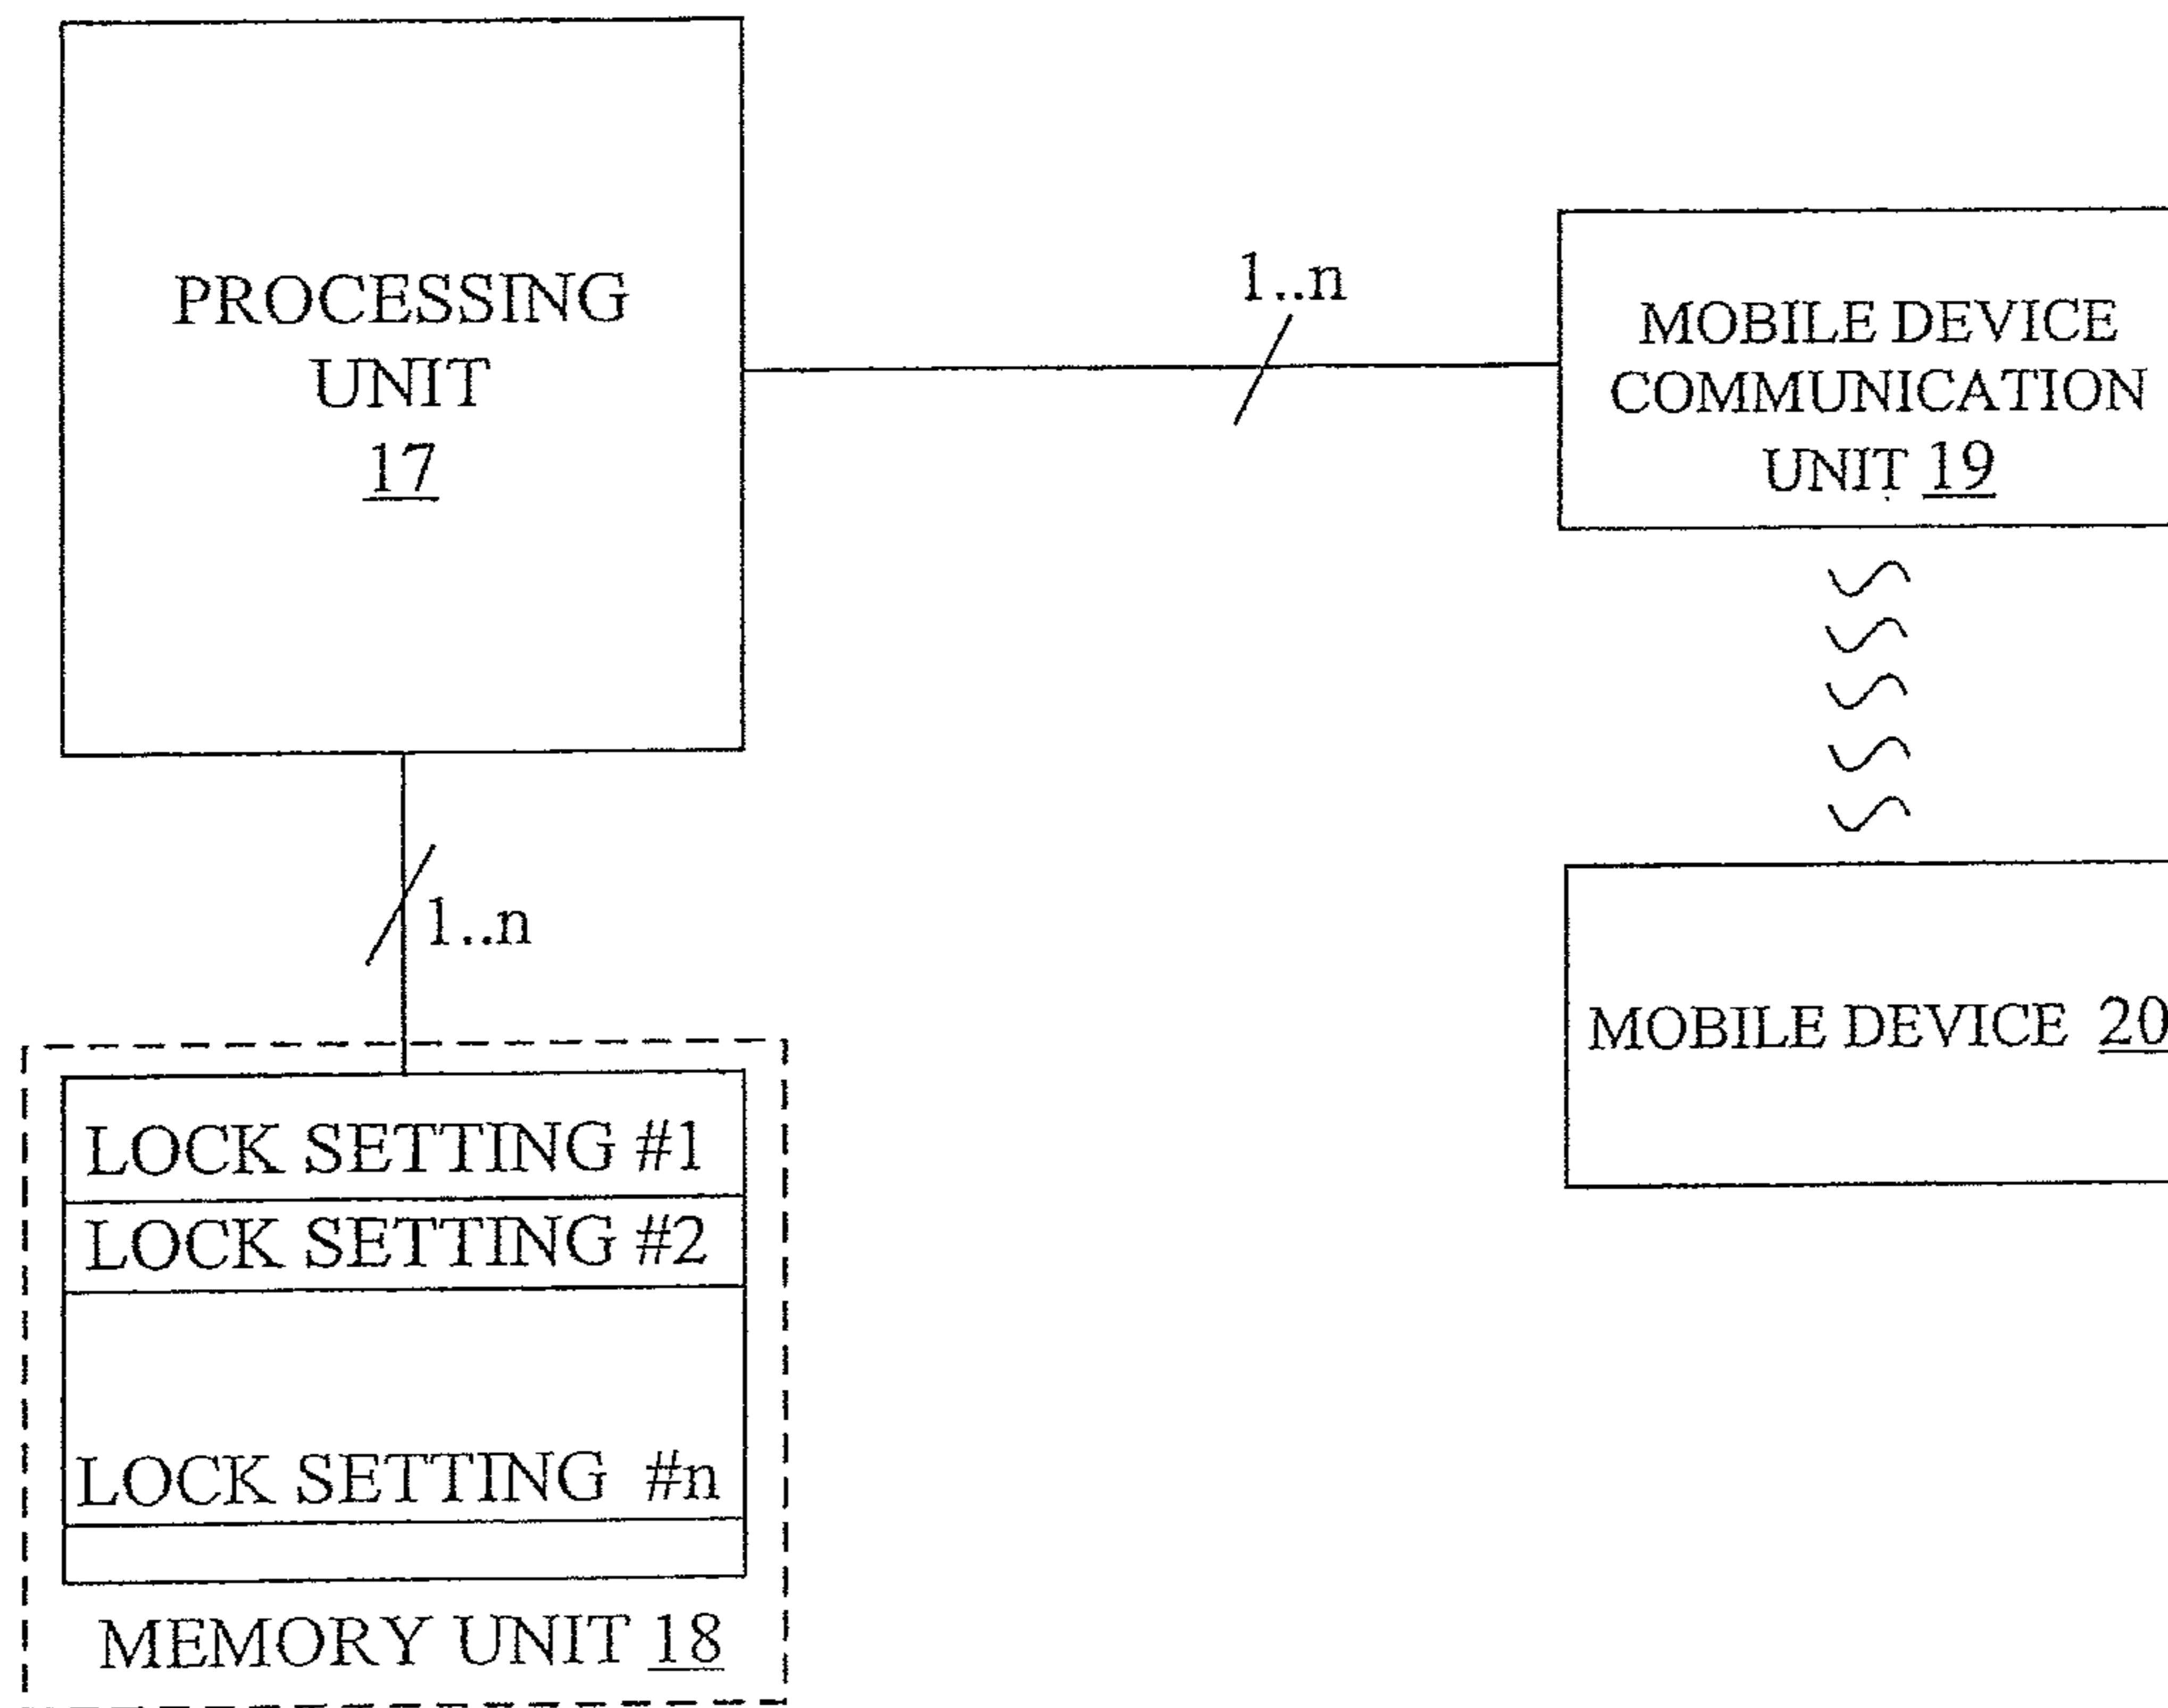 PROCESSING
UNIT
17
1..n
MOBILE DEVICE
COMMUNICATION
UNIT 19
1..n
MOBILE DEVICE 20
LOCK SETTING #1
LOCK SETTING #2
LOCK SETTING #n
MEMORY UNIT 18